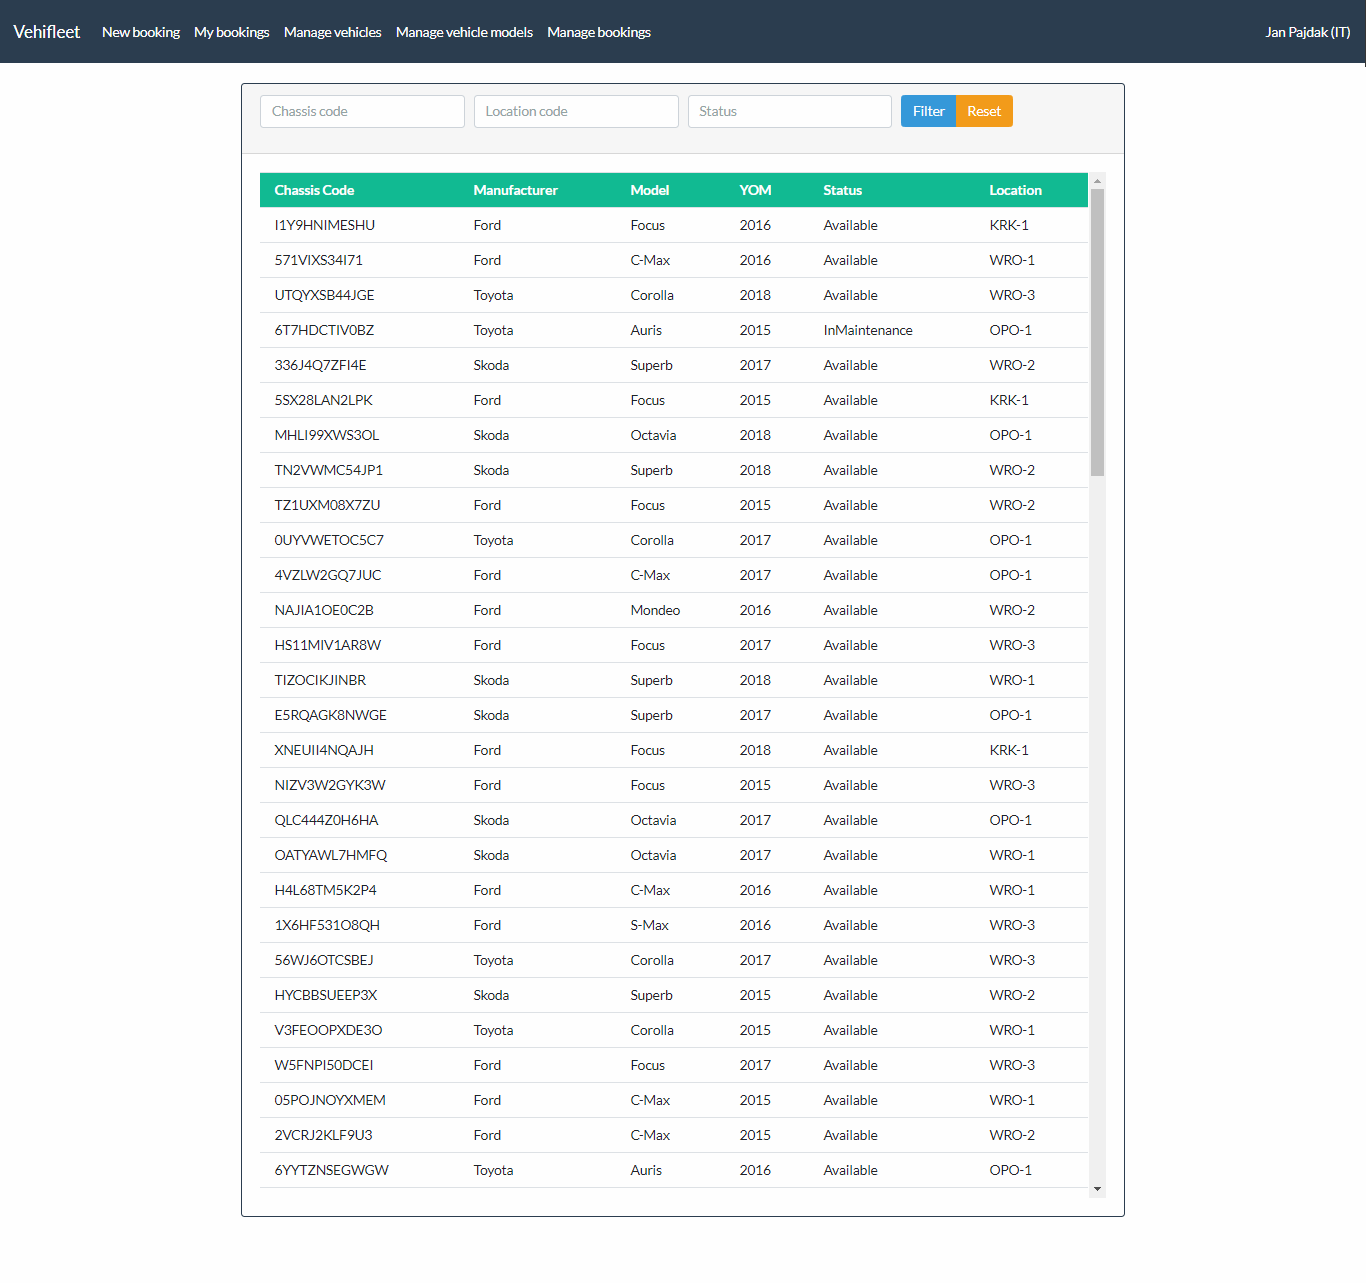 Vehifleet New booking My bookings Manage vehicles Manage vehicle models Manage bookings Jan Pajdak (IT)
Chassis code Location code Status Filter Reset
Chassis Code Manufacturer Model YOM Status Location
I1Y9HNIMESHU Ford Focus 2016 Available KRK-1
571VIXS34I71 Ford C-Max 2016 Available WRO-1
UTQYXSB44JGE Toyota Corolla 2018 Available WRO-3
6T7HDCTIV0BZ Toyota Auris 2015 InMaintenance OPO-1
336J4Q7ZFI4E Skoda Superb 2017 Available WRO-2
5SX28LAN2LPK Ford Focus 2015 Available KRK-1
MHLI99XWS3OL Skoda Octavia 2018 Available OPO-1
TN2VWMC54JP1 Skoda Superb 2018 Available WRO-2
TZ1UXM08X7ZU Ford Focus 2015 Available WRO-2
0UYVWETOC5C7 Toyota Corolla 2017 Available OPO-1
4VZLW2GQ7JUC Ford C-Max 2017 Available OPO-1
NAJIA1OE0C2B Ford Mondeo 2016 Available WRO-2
HS11MIV1AR8W Ford Focus 2017 Available WRO-3
TIZOCIKJINBR Skoda Superb 2018 Available WRO-1
E5RQAGK8NWGE Skoda Superb 2017 Available OPO-1
XNEUII4NQAJH Ford Focus 2018 Available KRK-1
NIZV3W2GYK3W Ford Focus 2015 Available WRO-3
QLC444Z0H6HA Skoda Octavia 2017 Available OPO-1
OATYAWL7HMFQ Skoda Octavia 2017 Available WRO-1
H4L68TM5K2P4 Ford C-Max 2016 Available WRO-1
1X6HF531O8QH Ford S-Max 2016 Available WRO-3
56WJ6OTCSBEJ Toyota Corolla 2017 Available WRO-3
HYCBBSUEEP3X Skoda Superb 2015 Available WRO-2
V3FEOOPXDE3O Toyota Corolla 2015 Available WRO-1
W5FNPI50DCEI Ford Focus 2017 Available WRO-3
05POJNOYXMEM Ford C-Max 2015 Available WRO-1
2VCRJ2KLF9U3 Ford C-Max 2015 Available WRO-2
6YYTZNSEGWGW Toyota Auris 2016 Available OPO-1